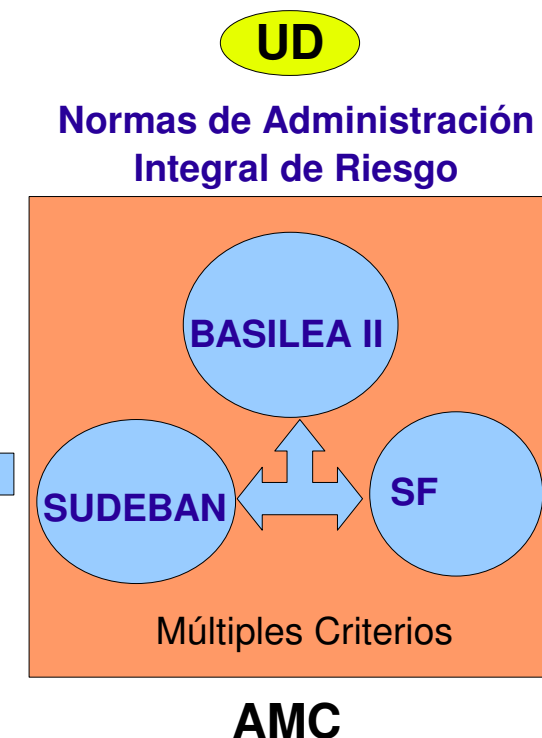 UD
Normas de Administración
Integral de Riesgo
BASILEA II
SUDEBAN
SF
Múltiples Criterios
AMC